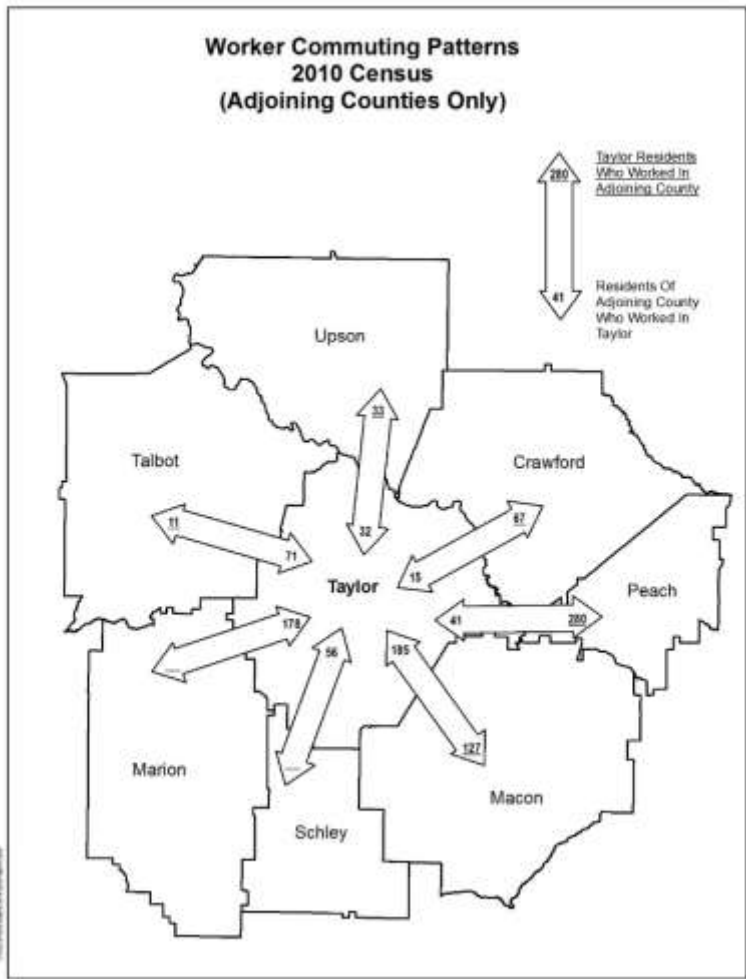 Worker Commuting Patterns
2010 Census
(Adjoining Counties Only)
280
Taylor Residents
Who Worked In
Adjoining County
41
Residents Of
Adjoining County
Who Worked In
Taylor
Upson
33
32
Talbot
11
71
Crawford
67
15
Taylor
Peach
41
280
178
56
185
127
Marion
Schley
Macon